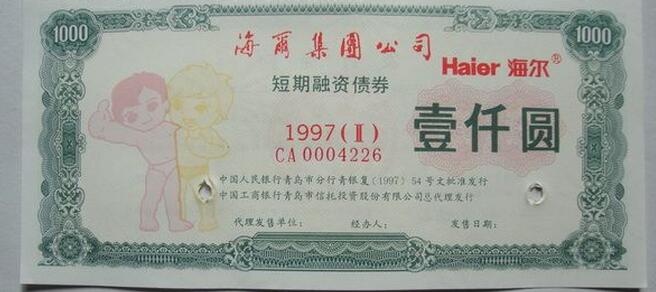 1000
海爾集團公司
1000
Haier 海尔®
短期融资债券
壹仟圆
1997(Ⅱ)
CA 0004226
中国人民银行青岛市分行青银复(1997) 54 号文批准发行
中国工商银行青岛市信托投资股份有限公司总代理发行
代理发售单位: 经办人: 发售日期: